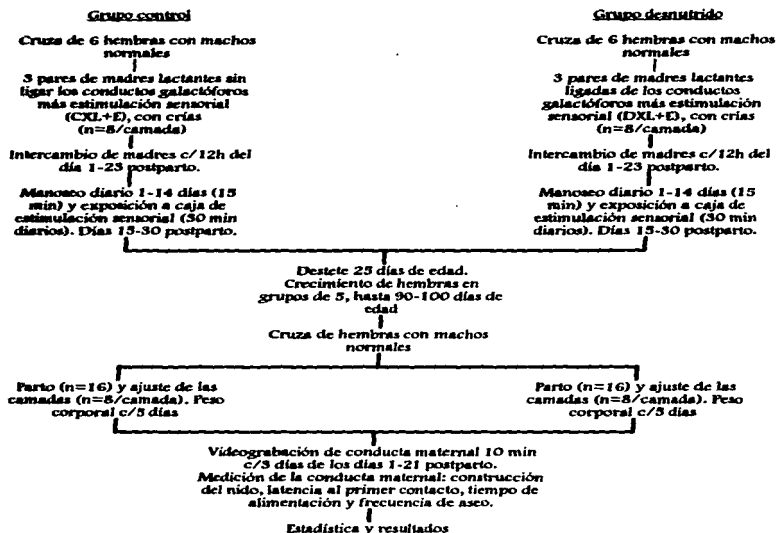 Grupo control
Cruza de 6 hembras con machos
normales
3 pares de madres lactantes sin
ligar los conductos galactóforos
más estimulación sensorial
(CXL+E), con crías
(n=8/camada)
Intercambio de madres c/12h del
día 1-23 postparto.
Manoseo diario 1-14 días (15
min) y exposición a caja de
estimulación sensorial (30 min
diarios). Días 15-30 postparto.
Grupo desnutrido
Cruza de 6 hembras con machos
normales
3 pares de madres lactantes
ligadas de los conductos
galactóforos más estimulación
sensorial (DXL+E), con crías
(n=8/camada)
Intercambio de madres c/12h del
día 1-23 postparto.
Manoseo diario 1-14 días (15
min) y exposición a caja de
estimulación sensorial (30 min
diarios). Días 15-30 postparto.
Destete 25 días de edad.
Crecimiento de hembras en
grupos de 5, hasta 90-100 días de
edad
Cruza de hembras con machos
normales
Parto (n=16) y ajuste de las
camadas (n=8/camada). Peso
corporal c/5 días
Parto (n=16) y ajuste de las
camadas (n=8/camada). Peso
corporal c/5 días
Videograbación de conducta maternal 10 min
c/3 días de los días 1-21 postparto.
Medición de la conducta maternal: construcción
del nido, latencia al primer contacto, tiempo de
alimentación y frecuencia de aseo.
Estadística y resultados